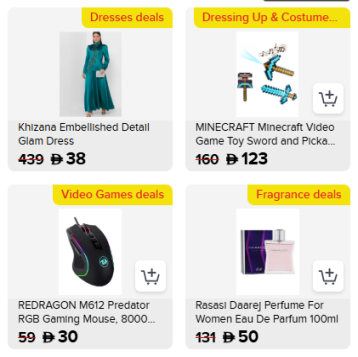 Dresses deals
Dressing Up & Costume...
Khizana Embellished Detail
Glam Dress
439 38
MINECRAFT Minecraft Video
Game Toy Sword and Picka...
160 123
Video Games deals
Fragrance deals
REDRAGON M612 Predator
RGB Gaming Mouse, 8000...
59 30
Rasasi Daarej Perfume For
Women Eau De Parfum 100ml
131 50